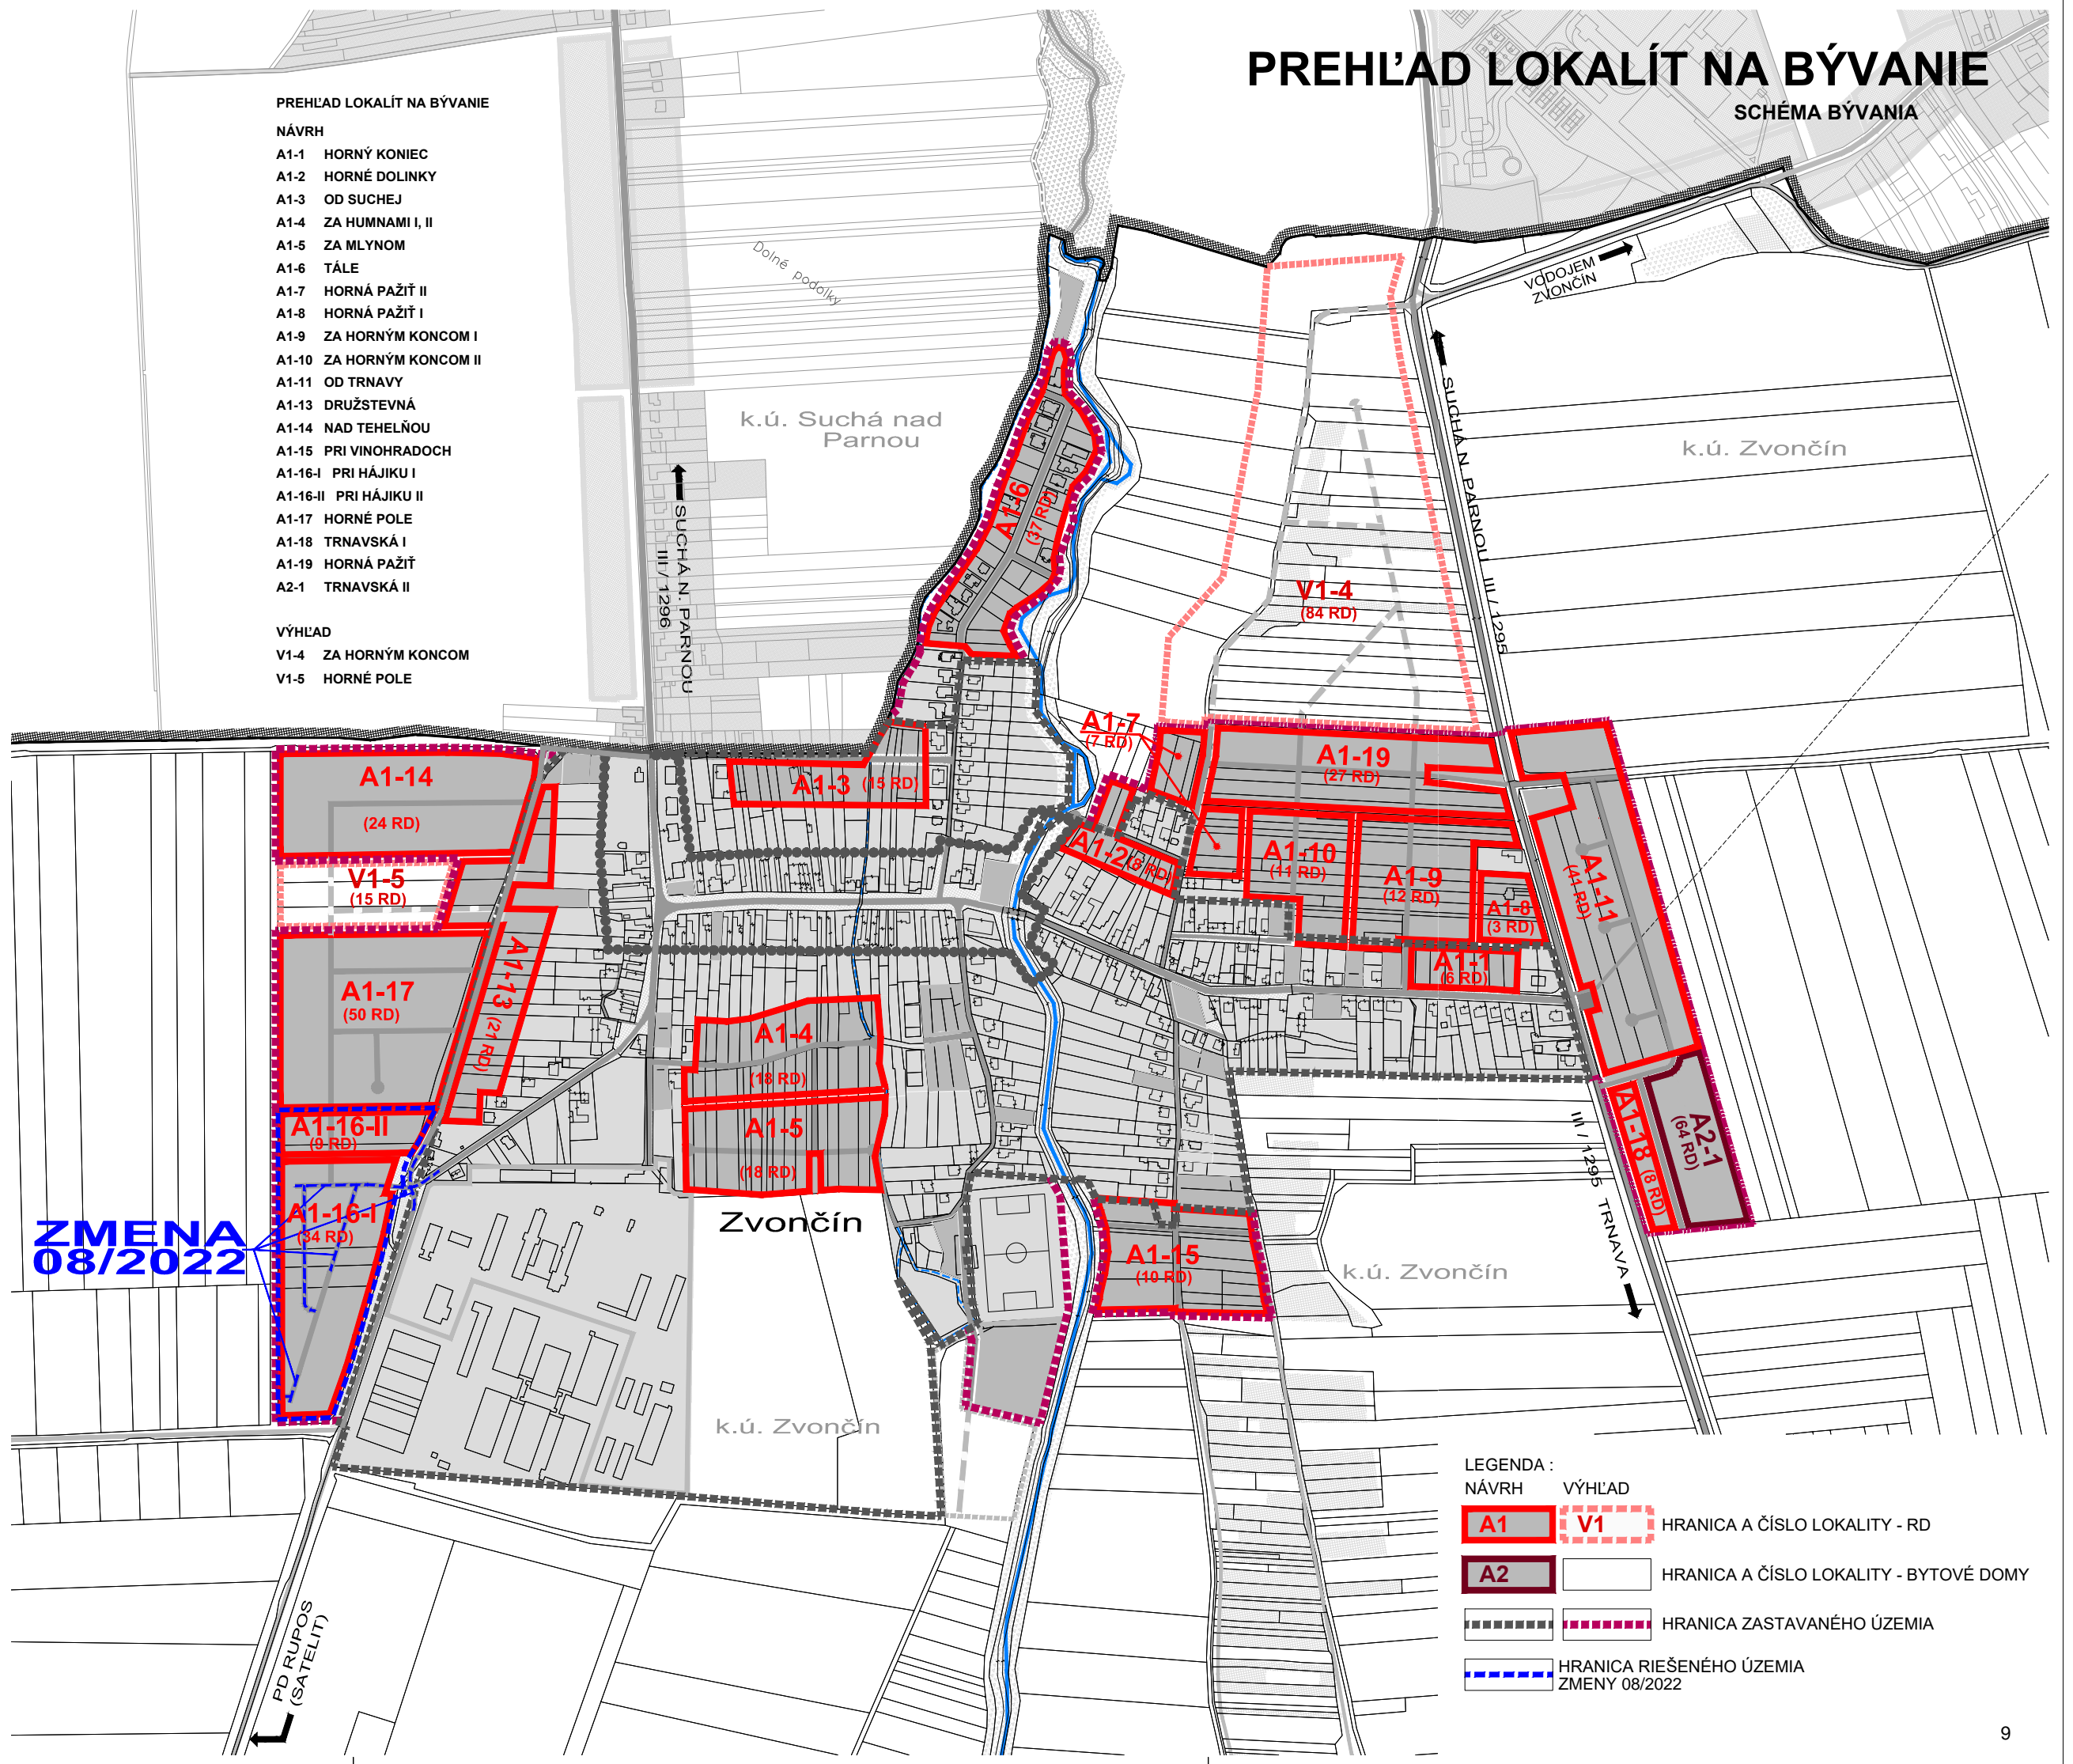 PREHĽAD LOKALÍT NA BÝVANIE
SCHÉMA BÝVANIA
PREHĽAD LOKALÍT NA BÝVANIE
NÁVRH
A1-1 HORNÝ KONIEC
A1-2 HORNÉ DOLINKY
A1-3 OD SUCHEJ
A1-4 ZA HUMNAMI I, II
A1-5 ZA MLYNOM
A1-6 TÁLE
A1-7 HORNÁ PAŽIŤ II
A1-8 HORNÁ PAŽIŤ I
A1-9 ZA HORNÝM KONCOM I
A1-10 ZA HORNÝM KONCOM II
A1-11 OD TRNAVY
A1-13 DRUŽSTEVNÁ
A1-14 NAD TEHELŇOU
A1-15 PRI VINOHRADOCH
A1-16-I PRI HÁJIKU I
A1-16-II PRI HÁJIKU II
A1-17 HORNÉ POLE
A1-18 TRNAVSKÁ I
A1-19 HORNÁ PAŽIŤ
A2-1 TRNAVSKÁ II
VÝHĽAD
V1-4 ZA HORNÝM KONCOM
V1-5 HORNÉ POLE
Dolné podolky
VODOJEM
ZVONČÍN
k.ú. Suchá nad
Parnou
k.ú. Zvončín
SUCHÁ N. PARNOU
III / 1296
SUCHÁ N. PARNOU III / 1295
A1-6
(37 RD)
V1-4
(84 RD)
A1-7
(7 RD)
A1-19
(27 RD)
A1-14
(24 RD)
A1-3 (15 RD)
A1-2 (8 RD)
A1-10
(11 RD)
A1-9
(12 RD)
A1-8
(3 RD)
A1-11
(41 RD)
V1-5
(15 RD)
A1-13 (21 RD)
A1-1
(6 RD)
A1-17
(50 RD)
A1-4
(18 RD)
A1-5
(18 RD)
A1-16-II
(9 RD)
A1-16-I
(34 RD)
ZMENA
08/2022
Zvončín
A1-15
(10 RD)
A1-18 (8 RD)
A2-1
(64 RD)
III / 1295 TRNAVA
k.ú. Zvončín
k.ú. Zvončín
PD RUPOS
(SATELIT)
LEGENDA :
NÁVRH VÝHĽAD
A1 V1 HRANICA A ČÍSLO LOKALITY - RD
A2 HRANICA A ČÍSLO LOKALITY - BYTOVÉ DOMY
HRANICA ZASTAVANÉHO ÚZEMIA
HRANICA RIEŠENÉHO ÚZEMIA
ZMENY 08/2022
9